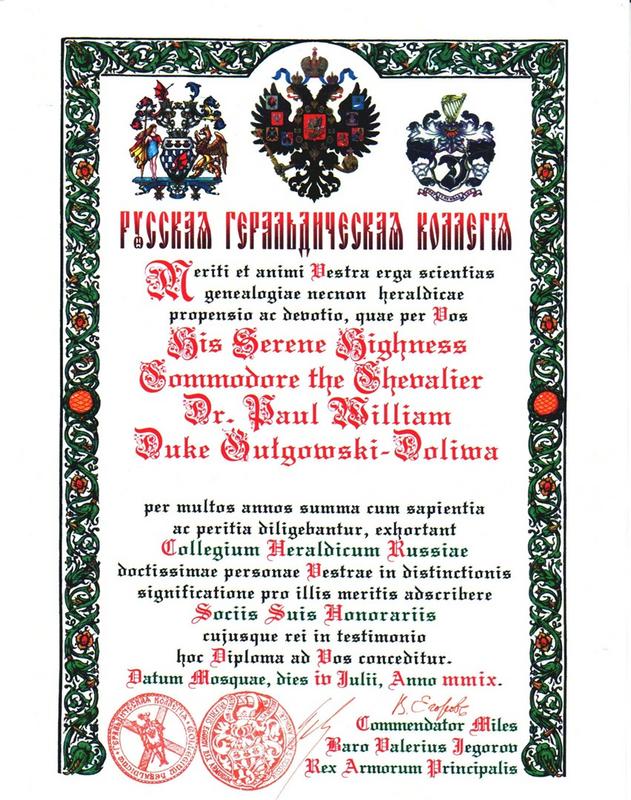 РУССКАЯ ГЕРАЛЬДИЧЕСКАЯ КОЛЛЕГІЯ
Meriti et animi Vestra erga scientias
genealogiae necnon heraldicae
propensio ac devotio, quae per Vos
His Serene Highness
Commodore the Chevalier
Dr. Paul William
Duke Gułgowski-Doliwa
per multos annos summa cum sapientia
ac peritia diligebantur, exhortant
Collegium Heraldicum Russiae
doctissimae personae Vestrae in distinctionis
significatione pro illis meritis adscribere
Sociis Suis Honorariis
cujusque rei in testimonio
hoc Diploma ad Vos conceditur.
Datum Mosquae, dies iv Julii, Anno mmix.
Commendator Miles
Baro Valerius Jegorov
Rex Armorum Principalis